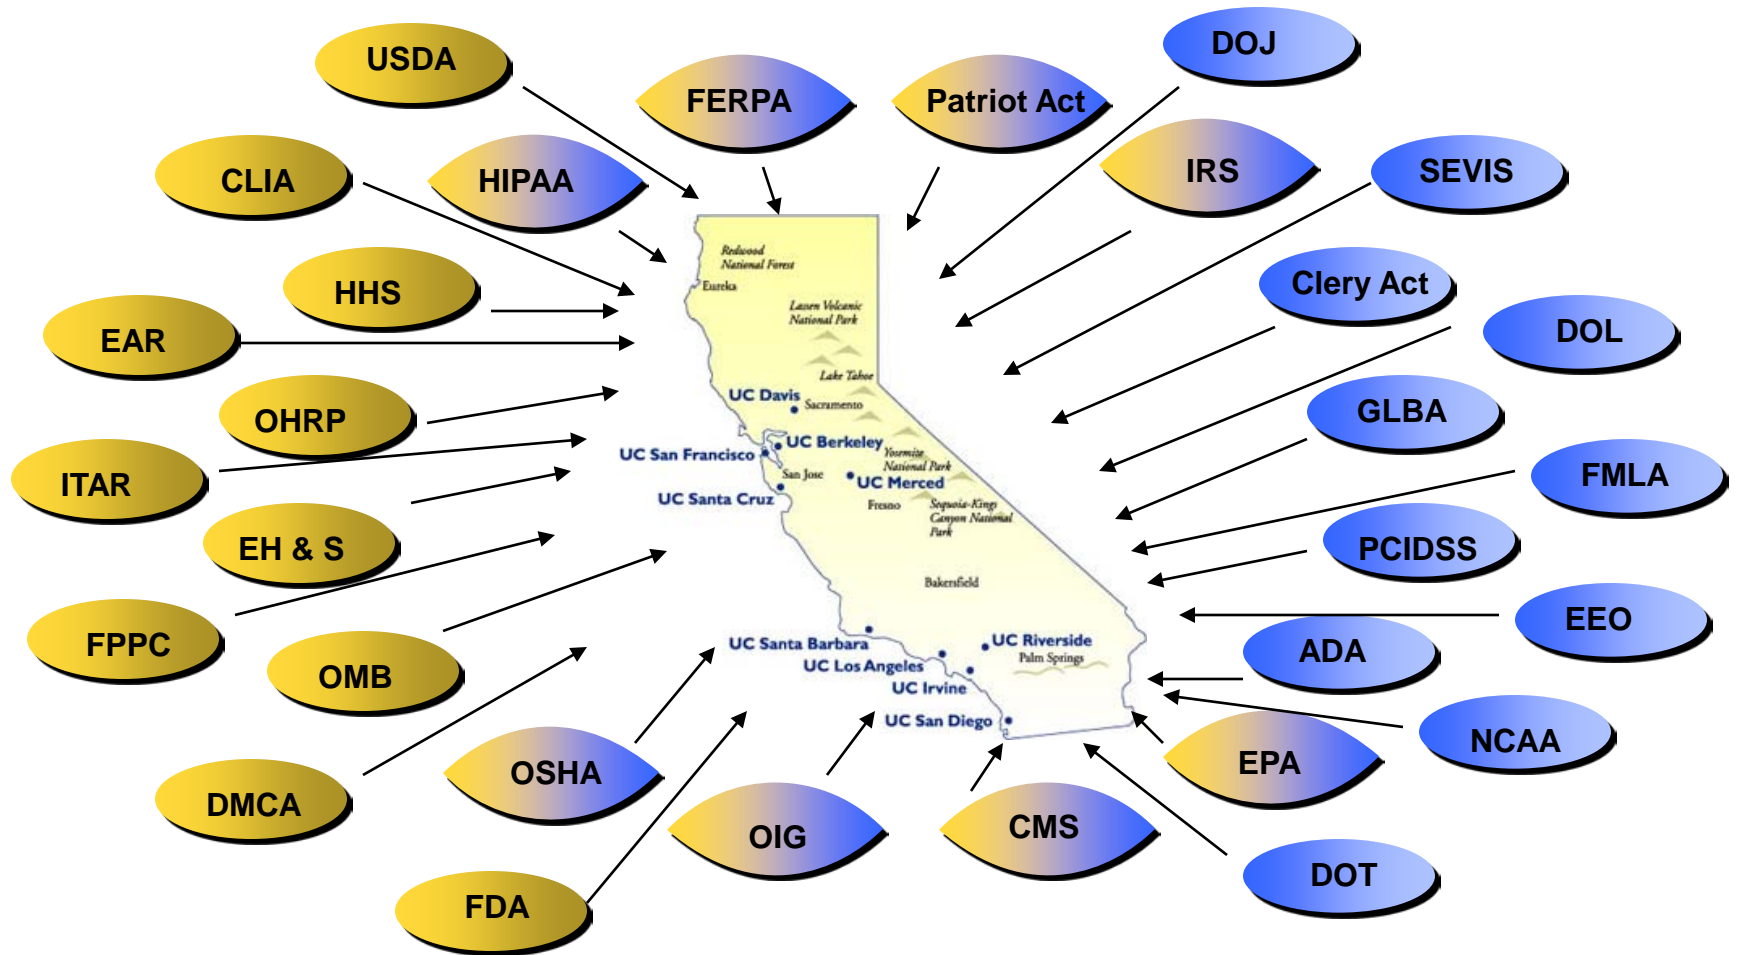 DOJ
USDA
FERPA
Patriot Act
CLIA
HIPAA
IRS
SEVIS
HHS
Clery Act
EAR
DOL
OHRP
GLBA
ITAR
FMLA
EH & S
PCIDSS
FPPC
EEO
OMB
ADA
DMCA
OSHA
EPA
NCAA
OIG
CMS
DOT
FDA
Redwood
National Forest
Eureka
Lassen Volcanic
National Park
Lake Tahoe
UC Davis
Sacramento
UC Berkeley
UC San Francisco
Yosemite
National Park
San Jose
UC Merced
UC Santa Cruz
Fresno
Sequoia-Kings
Canyon National
Park
Bakersfield
UC Santa Barbara
UC Riverside
Palm Springs
UC Los Angeles
UC Irvine
UC San Diego